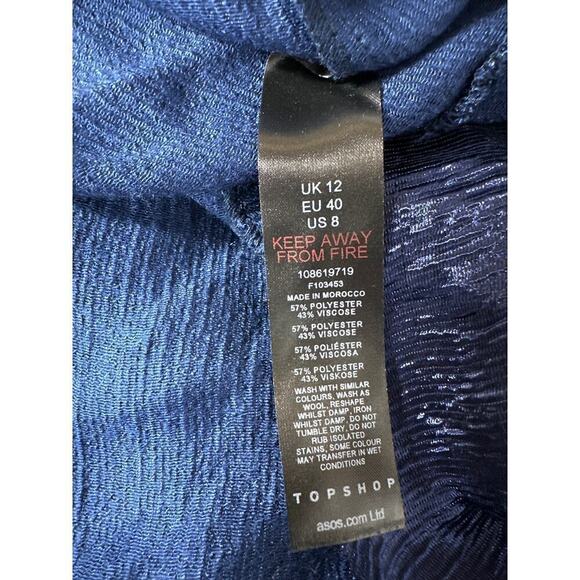 UK 12
EU 40
US 8
KEEP AWAY
FROM FIRE
108619719
F103453
MADE IN MOROCCO
57% POLYESTER
43% VISCOSE
57% POLYESTER
43% VISCOSE
57% POLIÉSTER
43% VISCOSA
57% POLYESTER
43% VISKOSE
WASH WITH SIMILAR
COLOURS, WASH AS
WOOL, RESHAPE
WHILST DAMP, IRON
WHILST DAMP, DO NOT
TUMBLE DRY, DO NOT
RUB ISOLATED
STAINS, SOME COLOUR
MAY TRANSFER IN WET
CONDITIONS
TOPSHOP
asos.com Ltd